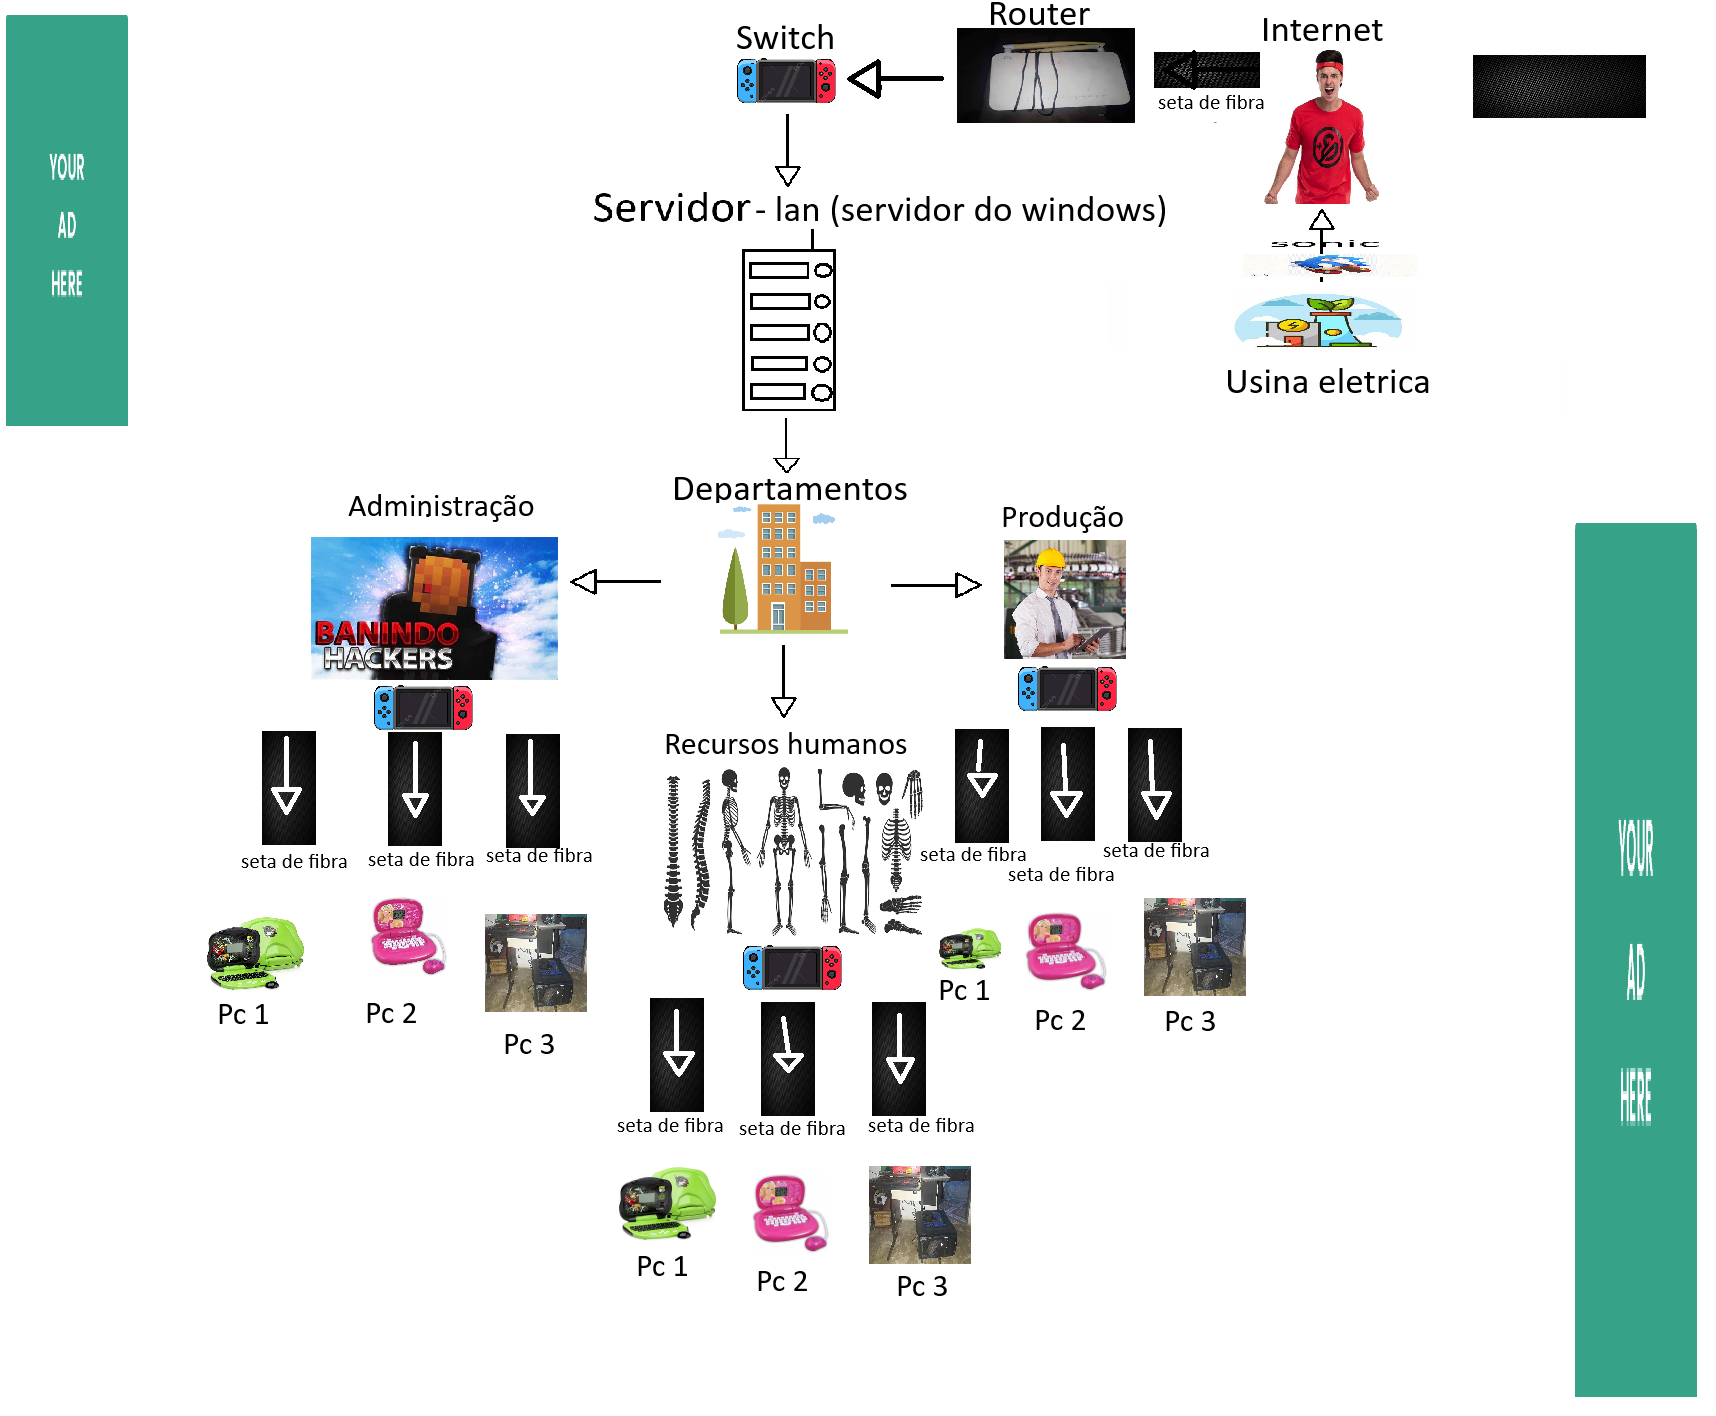 Router
Internet
Switch
seta de fibra
YOUR
AD
HERE
Servidor - lan (servidor do windows)
sonic
Usina eletrica
Departamentos
Administração
Produção
BANINDO
HACKERS
Recursos humanos
seta de fibra
seta de fibra
seta de fibra
seta de fibra
seta de fibra
seta de fibra
Pc 1
Pc 2
Pc 3
Pc 1
Pc 2
Pc 3
seta de fibra
seta de fibra
seta de fibra
Pc 1
Pc 2
Pc 3
YOUR
AD
HERE